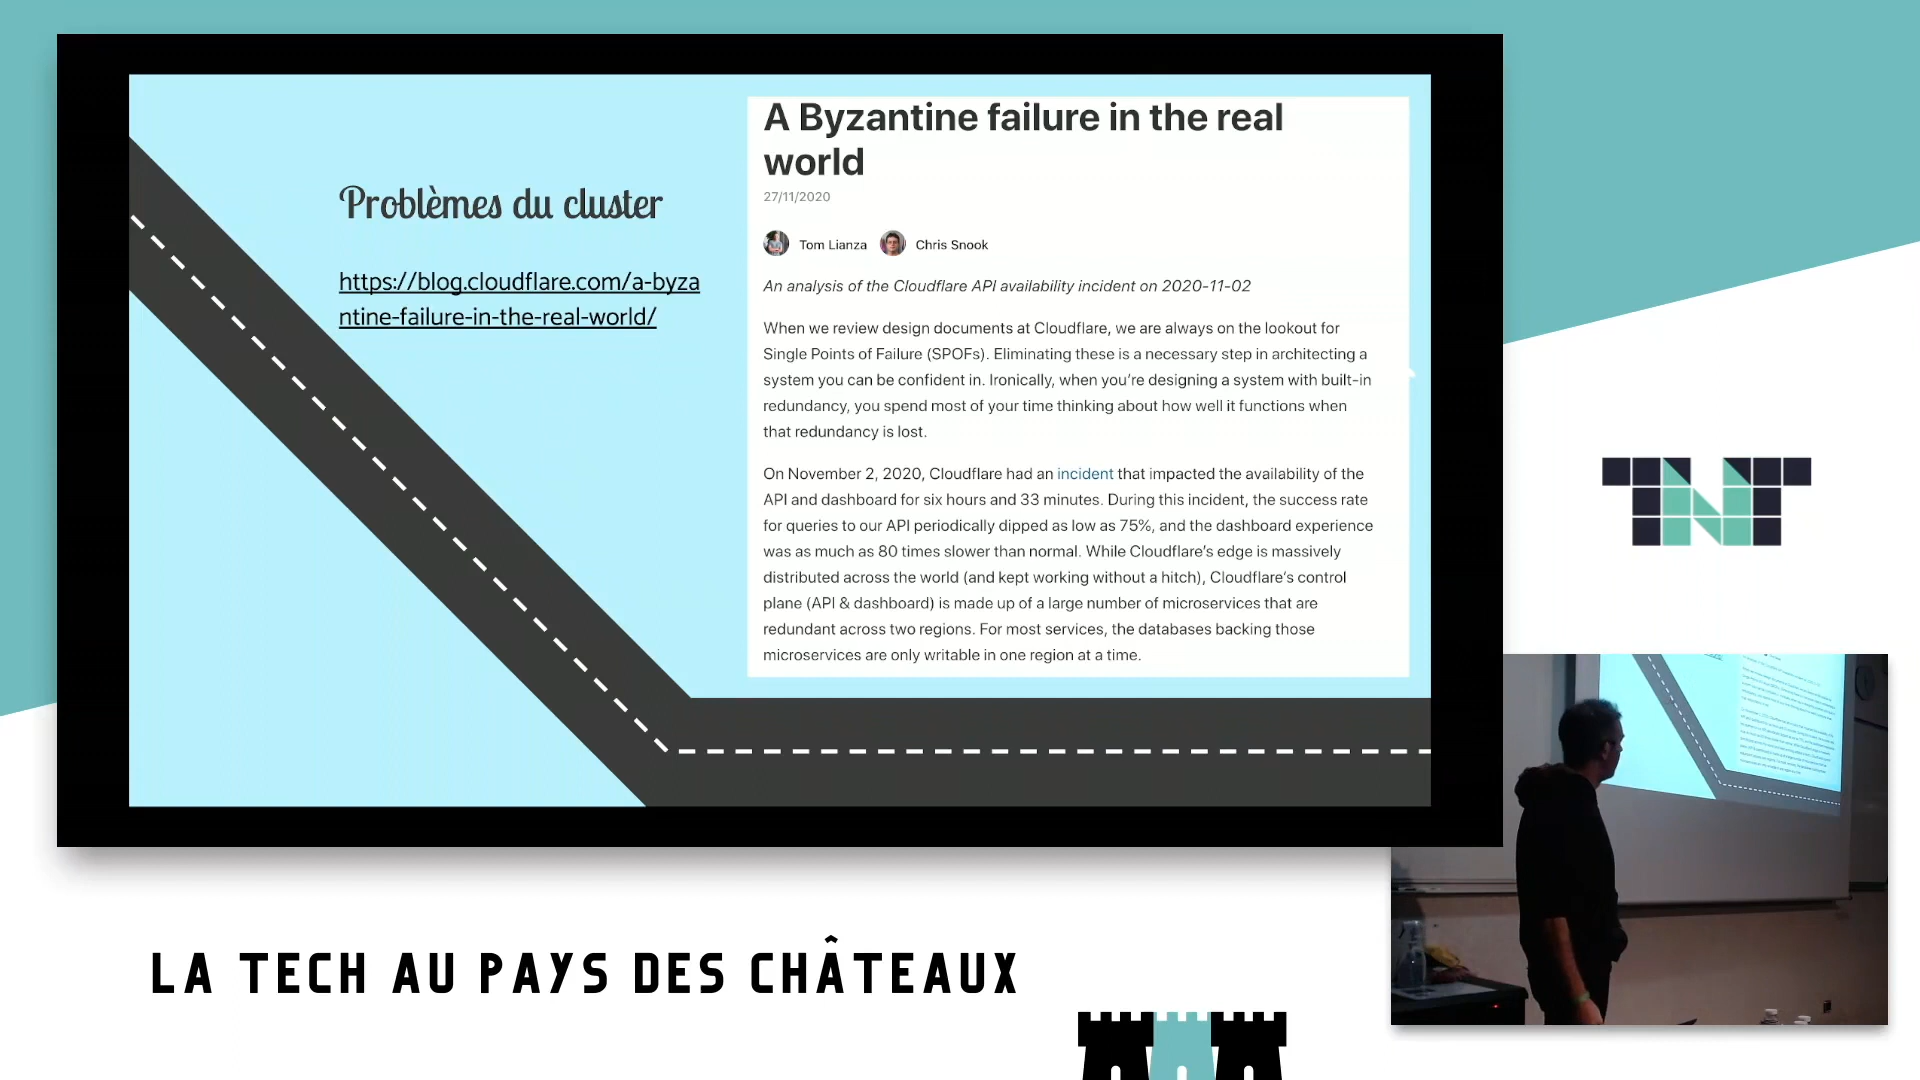 Problèmes du cluster
https://blog.cloudflare.com/a-byza
ntine-failure-in-the-real-world/
A Byzantine failure in the real
world
27/11/2020
Tom Lianza Chris Snook
An analysis of the Cloudflare API availability incident on 2020-11-02
When we review design documents at Cloudflare, we are always on the lookout for
Single Points of Failure (SPOFs). Eliminating these is a necessary step in architecting a
system you can be confident in. Ironically, when you're designing a system with built-in
redundancy, you spend most of your time thinking about how well it functions when
that redundancy is lost.
On November 2, 2020, Cloudflare had an incident that impacted the availability of the
API and dashboard for six hours and 33 minutes. During this incident, the success rate
for queries to our API periodically dipped as low as 75%, and the dashboard experience
was as much as 80 times slower than normal. While Cloudflare's edge is massively
distributed across the world (and kept working without a hitch), Cloudflare's control
plane (API & dashboard) is made up of a large number of microservices that are
redundant across two regions. For most services, the databases backing those
microservices are only writable in one region at a time.
TNT
LA TECH AU PAYS DES CHÂTEAUX